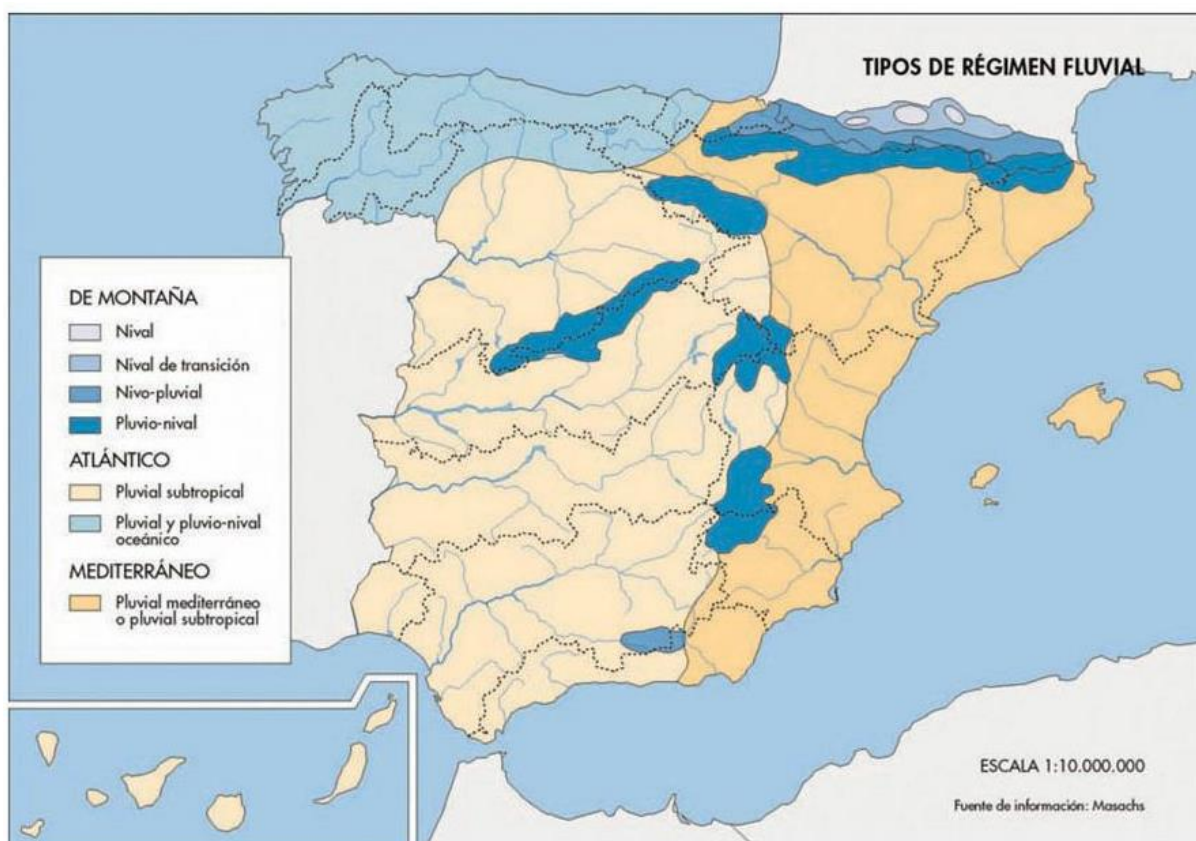 TIPOS DE RÉGIMEN FLUVIAL
DE MONTAÑA
Nival
Nival de transición
Nivo-pluvial
Pluvio-nival
ATLÁNTICO
Pluvial subtropical
Pluvial y pluvio-nival
oceánico
MEDITERRÁNEO
Pluvial mediterráneo
o pluvial subtropical
ESCALA 1:10.000.000
Fuente de información: Masachs